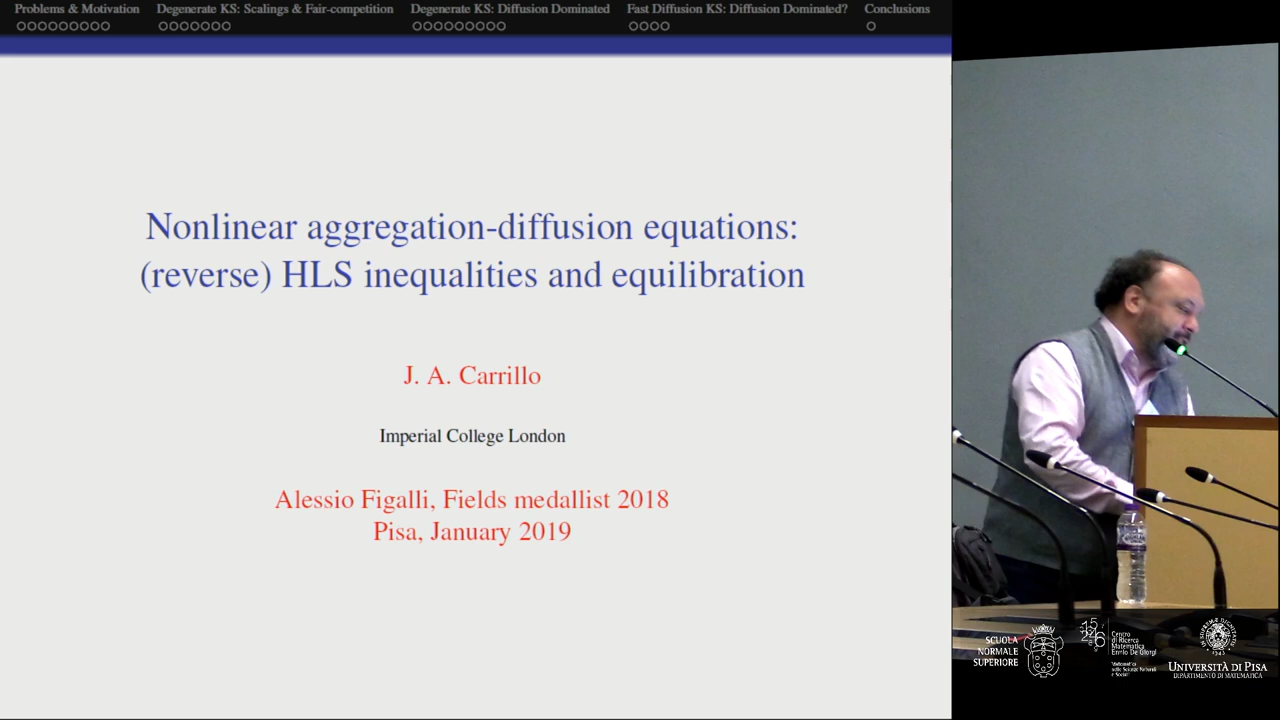 Problems & Motivation
Degenerate KS: Scalings & Fair-competition
Degenerate KS: Diffusion Dominated
Fast Diffusion KS: Diffusion Dominated?
Conclusions
Nonlinear aggregation-diffusion equations:
(reverse) HLS inequalities and equilibration
J. A. Carrillo
Imperial College London
Alessio Figalli, Fields medallist 2018
Pisa, January 2019
SCUOLA
NORMALE
SUPERIORE
Centro
di Ricerca
Matematica
Ennio De Giorgi
UNIVERSITÀ DI PISA
DIPARTIMENTO DI MATEMATICA